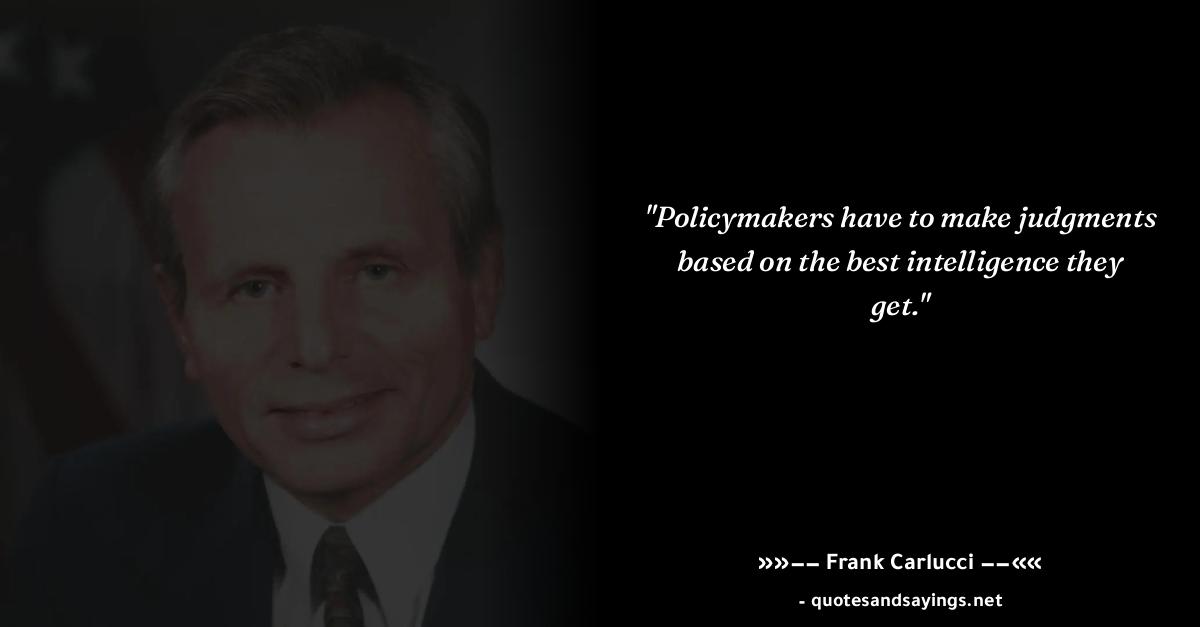 "Policymakers have to make judgments
based on the best intelligence they
get."
»»−− Frank Carlucci −−««
- quotesandsayings.net